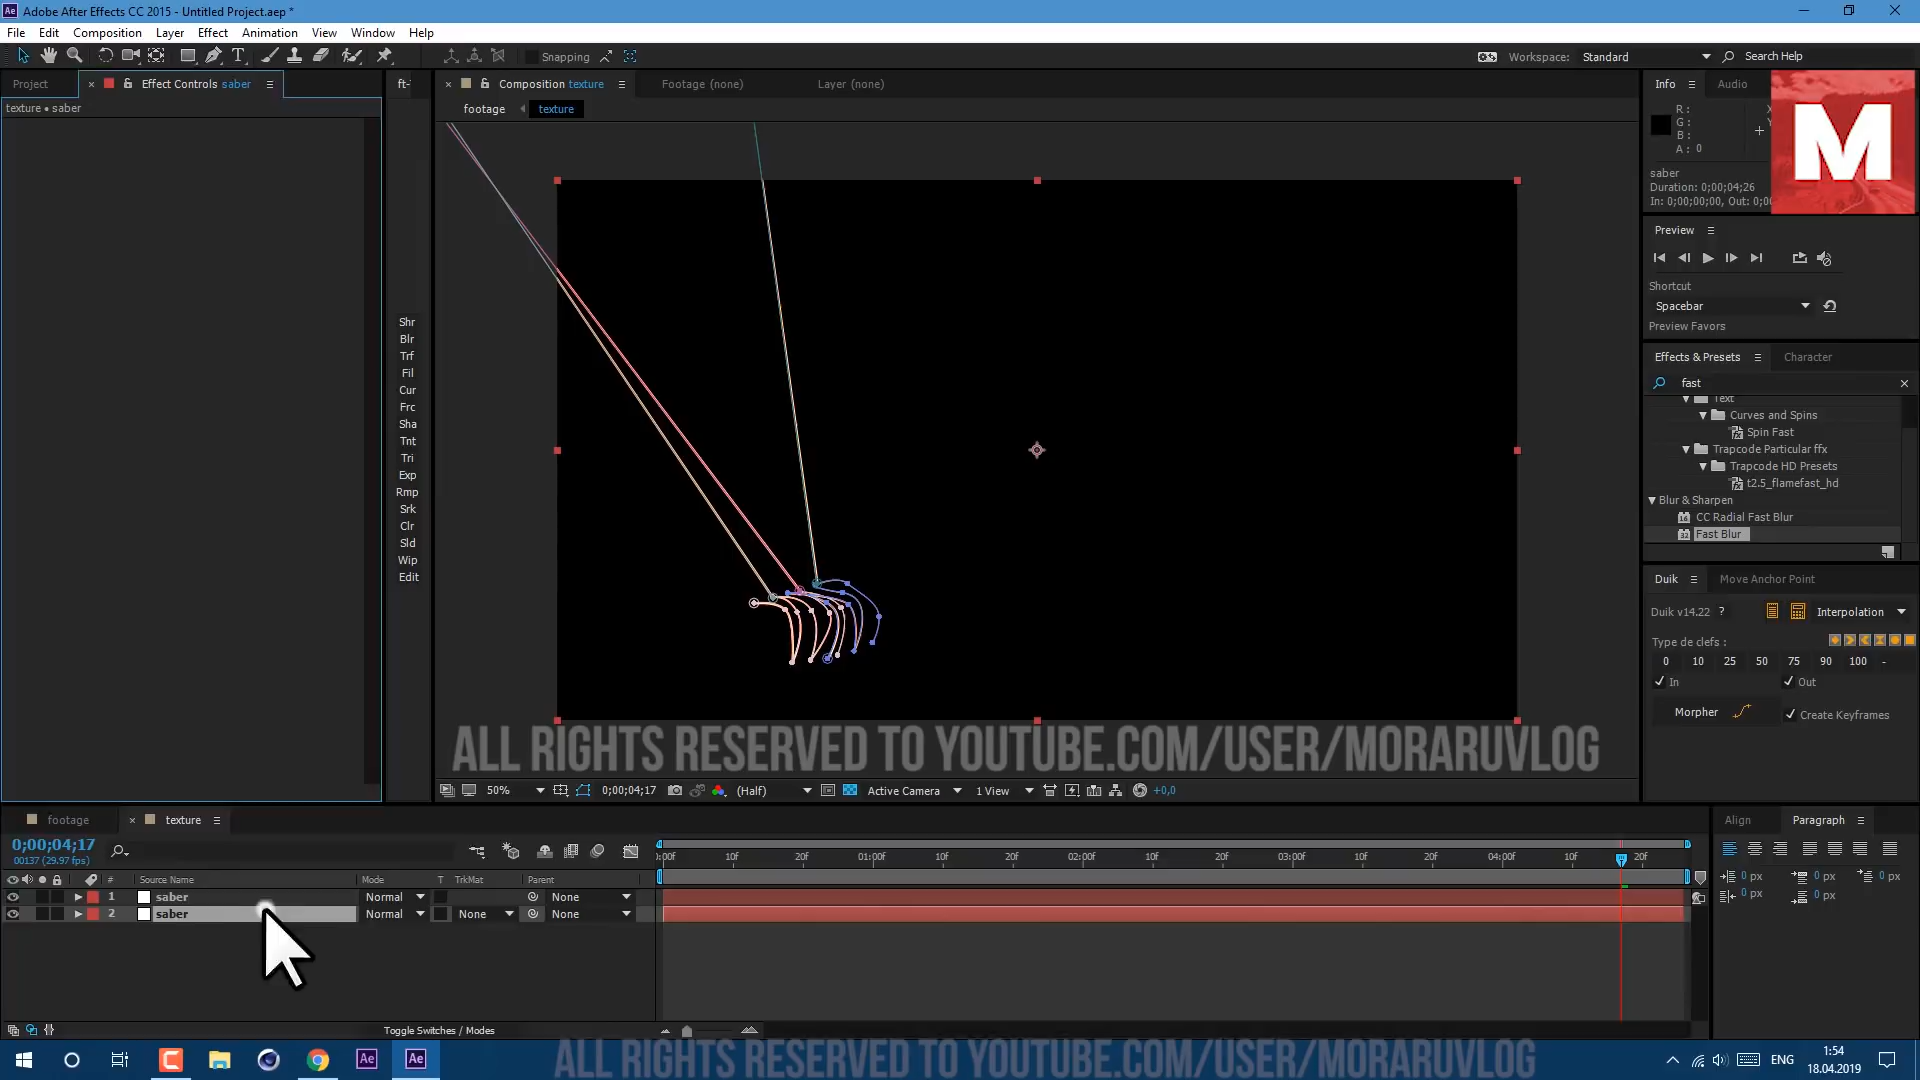 Adobe After Effects CC 2015 - Untitled Project.aep *
File Edit Composition Layer Effect Animation View Window Help
Snapping
Workspace: Standard
Search Help
Project
Effect Controls saber
ft-
Composition texture
Footage (none)
Layer (none)
Info
Audio
texture • saber
footage texture
R :
G :
B :
A : 0
X
M
saber
Duration: 0;00;04;26
In: 0;00;00;00, Out: 0;00
Preview
Shortcut
Spacebar
Preview Favors
Shr
Blr
Trf
Fil
Cur
Frc
Sha
Tnt
Tri
Exp
Rmp
Srk
Clr
Sld
Wip
Edit
Effects & Presets
Character
fast
Text
Curves and Spins
Spin Fast
Trapcode Particular ffx
Trapcode HD Presets
t2.5_flamefast_hd
Blur & Sharpen
CC Radial Fast Blur
Fast Blur
Duik
Move Anchor Point
Duik v14.22 ?
Interpolation
Type de clefs :
0 10 25 50 75 90 100 -
In
Out
Morpher
Create Keyframes
ALL RIGHTS RESERVED TO YOUTUBE.COM/USER/MORARUVLOG
50%
0;00;04;17
(Half)
Active Camera
1 View
+0,0
footage
texture
Align
Paragraph
0;00;04;17
00137 (29.97 fps)
:00f 10f 20f 01:00f 10f 20f 02:00f 10f 20f 03:00f 10f 20f 04:00f 10f 20f
# Source Name Mode T TrkMat Parent
1 saber Normal None
2 saber Normal None None
0 px 0 px 0 px
0 px 0 px
Toggle Switches / Modes
Ae Ae
ALL RIGHTS RESERVED TO YOUTUBE.COM/USER/MORARUVLOG
ENG
1:54
18.04.2019